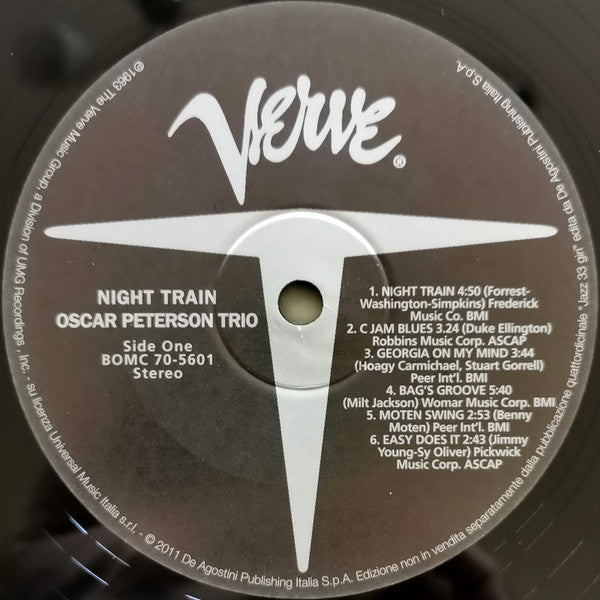 Verve®
NIGHT TRAIN
OSCAR PETERSON TRIO
Side One
BOMC 70-5601
Stereo
1. NIGHT TRAIN 4:50 (Forrest-
Washington-Simpkins) Frederick
Music Co. BMI
2. C JAM BLUES 3.24 (Duke Ellington)
Robbins Music Corp. ASCAP
3. GEORGIA ON MY MIND 3:44
(Hoagy Carmichael, Stuart Gorrell)
Peer Int'l. BMI
4. BAG'S GROOVE 5:40
(Milt Jackson) Womar Music Corp. BMI
5. MOTEN SWING 2:53 (Benny
Moten) Peer Int'l. BMI
6. EASY DOES IT 2:43 (Jimmy
Young-Sy Oliver) Pickwick
Music Corp. ASCAP
℗1963 The Verve Music Group, a Division of UMG Recordings, Inc. - su licenza Universal Music Italia s.r.l. - © 2011 De Agostini Publishing Italia S.p.A. Edizione non in vendita separatamente dalla pubblicazione quattordicinale "Jazz 33 giri" edita da De Agostini Publishing Italia S.p.A.